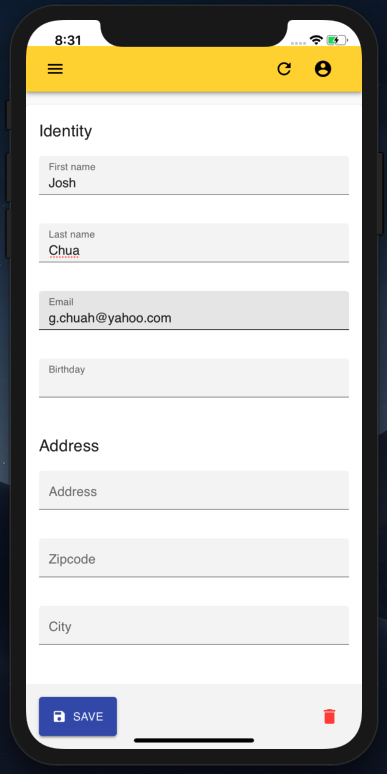 8:31
Identity
First name
Josh
Last name
Chua
Email
g.chuah@yahoo.com
Birthday
Address
Address
Zipcode
City
SAVE